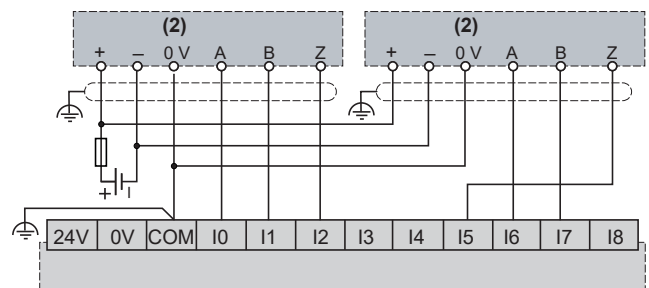 (2) (2)
+ – 0 V A B Z + – 0 V A B Z
+
24V 0V COM I0 I1 I2 I3 I4 I5 I6 I7 I8